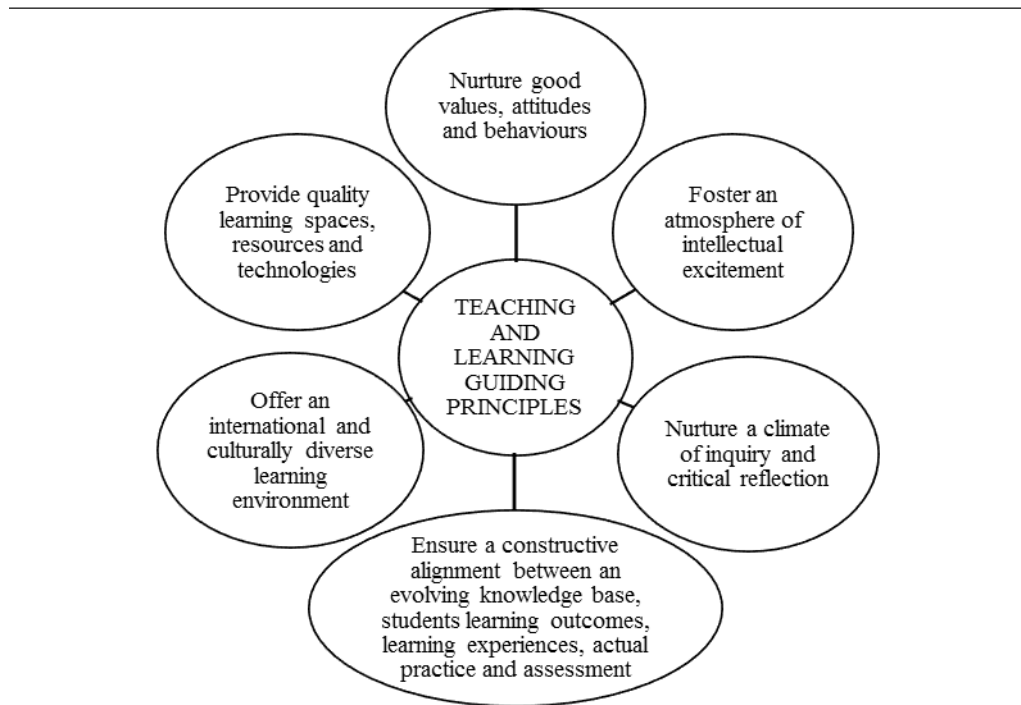 Nurture good
values, attitudes
and behaviours
Provide quality
learning spaces,
resources and
technologies
Foster an
atmosphere of
intellectual
excitement
TEACHING
AND
LEARNING
GUIDING
PRINCIPLES
Offer an
international and
culturally diverse
learning
environment
Nurture a climate
of inquiry and
critical reflection
Ensure a constructive
alignment between an
evolving knowledge base,
students learning outcomes,
learning experiences, actual
practice and assessment